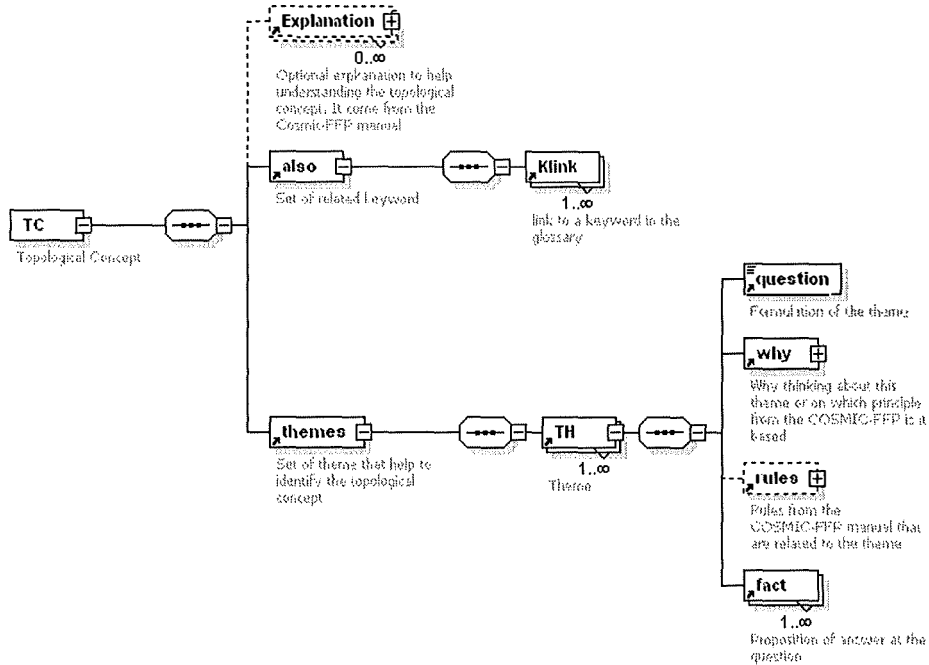 Explanation
0..∞
Optional explanation to help
understanding the topological
concept. It come from the
Cosmic-FFP manual
also
Set of related keyword
Klink
1..∞
link to a keyword in the
glossary
TC
Topological Concept
question
Formulation of the theme
why
Why thinking about this
theme or on which principle
from the COSMIC-FFP is it
based
themes
Set of theme that help to
identify the topological
concept
TH
1..∞
Theme
rules
Rules from the
COSMIC-FFP manual that
are related to the theme
fact
1..∞
Proposition of answer at the
question